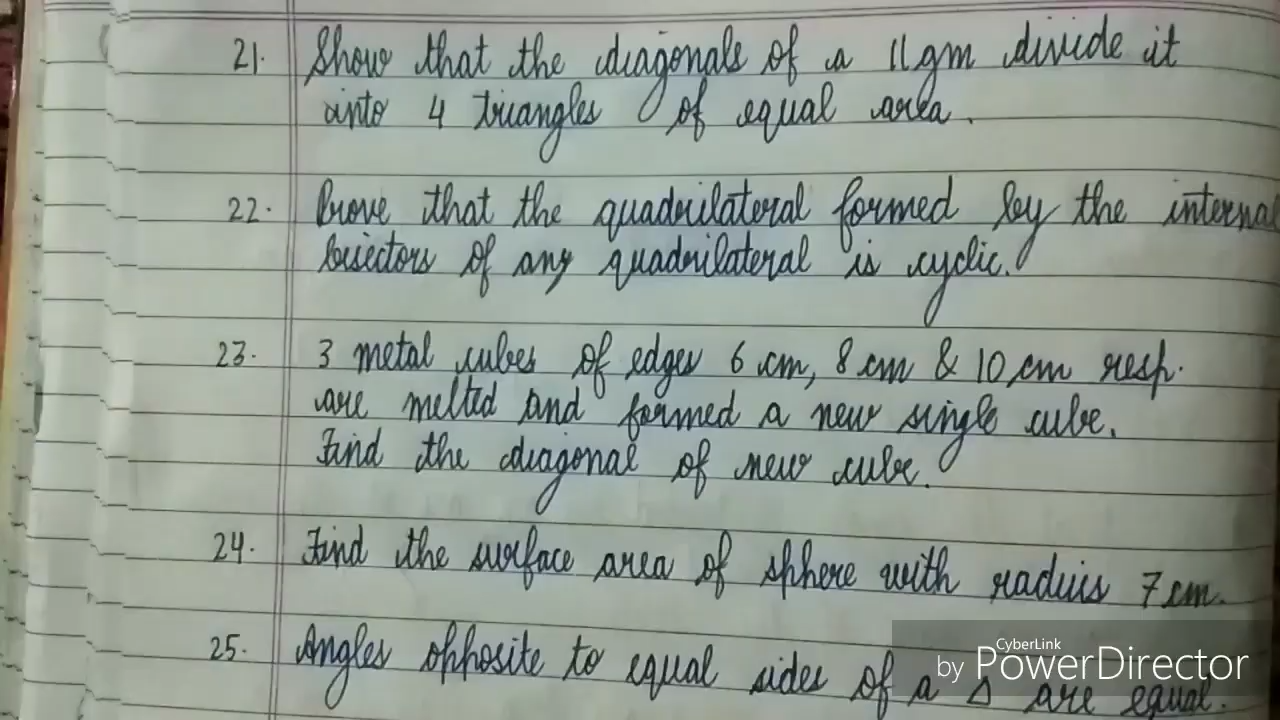 21. Show that the diagonals of a ||gm divide it
into 4 triangles of equal area.
22. Prove that the quadrilateral formed by the internal
bisectors of any quadrilateral is cyclic.
23. 3 metal cubes of edges 6 cm, 8 cm & 10 cm resp.
are melted and formed a new single cube.
Find the diagonal of new cube.
24. Find the surface area of sphere with radius 7 cm.
25. Angles opposite to equal sides of a Δ are equal.
CyberLink
by PowerDirector